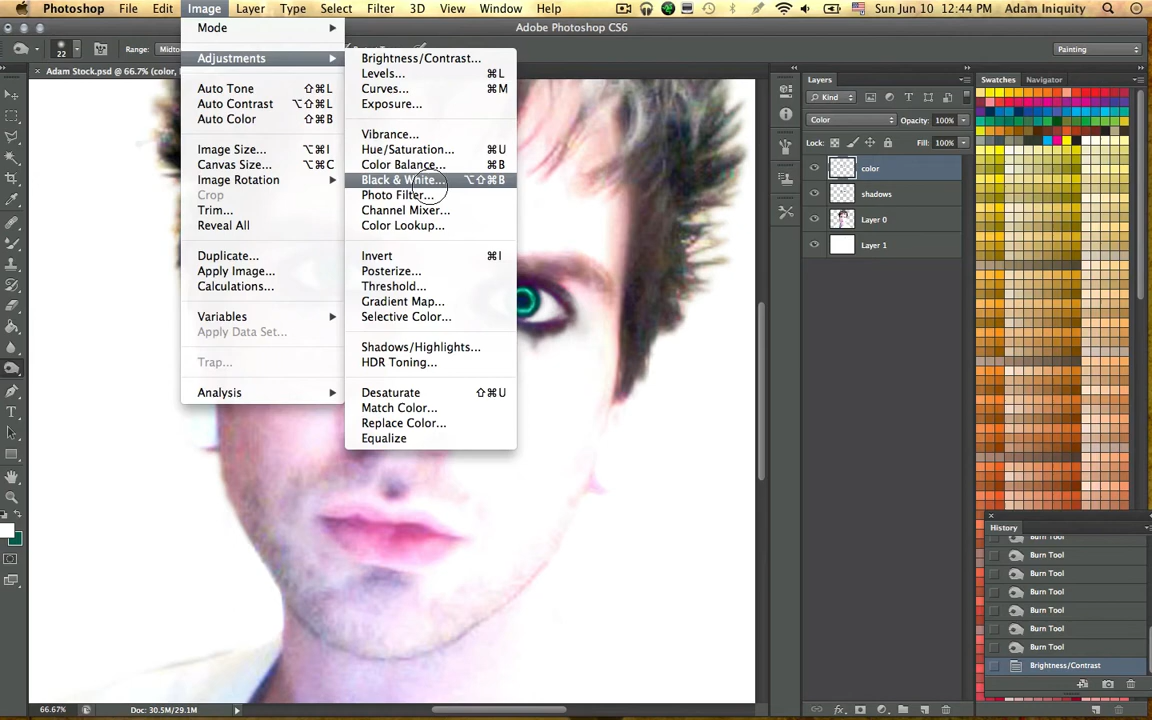 Photoshop File Edit Image Layer Type Select Filter 3D View Window Help Sun Jun 10 12:44 PM Adam Iniquity
Adobe Photoshop CS6
22 Range: Midto Painting
Adam Stock.psd @ 66.7% (color,
Mode
Adjustments
Auto Tone ⇧⌘L
Auto Contrast ⌥⇧⌘L
Auto Color ⇧⌘B
Image Size... ⌥⌘I
Canvas Size... ⌥⌘C
Image Rotation
Crop
Trim...
Reveal All
Duplicate...
Apply Image...
Calculations...
Variables
Apply Data Set...
Trap...
Analysis
Brightness/Contrast...
Levels... ⌘L
Curves... ⌘M
Exposure...
Vibrance...
Hue/Saturation... ⌘U
Color Balance... ⌘B
Black & White... ⌥⇧⌘B
Photo Filter...
Channel Mixer...
Color Lookup...
Invert ⌘I
Posterize...
Threshold...
Gradient Map...
Selective Color...
Shadows/Highlights...
HDR Toning...
Desaturate ⇧⌘U
Match Color...
Replace Color...
Equalize
Layers
Kind
Color Opacity: 100%
Lock: Fill: 100%
color
shadows
Layer 0
Layer 1
Swatches Navigator
History
Burn Tool
Burn Tool
Burn Tool
Burn Tool
Burn Tool
Burn Tool
Burn Tool
Brightness/Contrast
66.67% Doc: 30.5M/29.1M